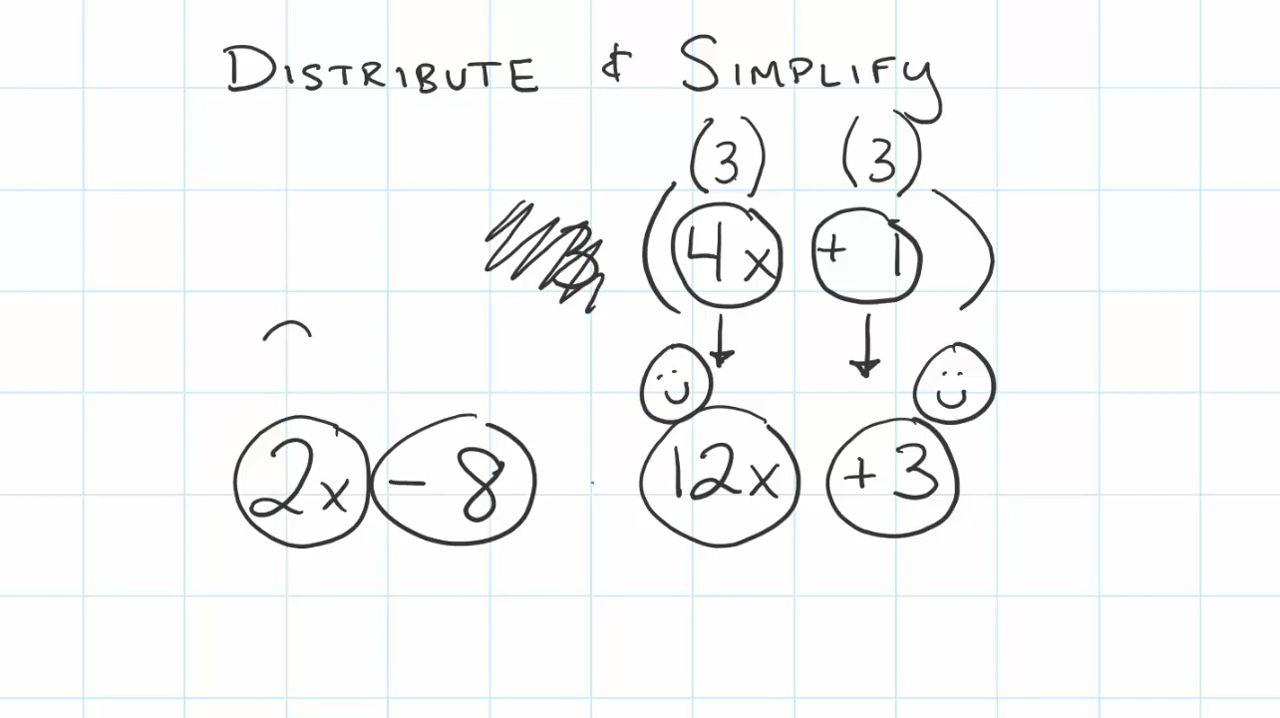 DISTRIBUTE & SIMPLIFY
(3) (3)
(4x + 1)
2x - 8 12x + 3